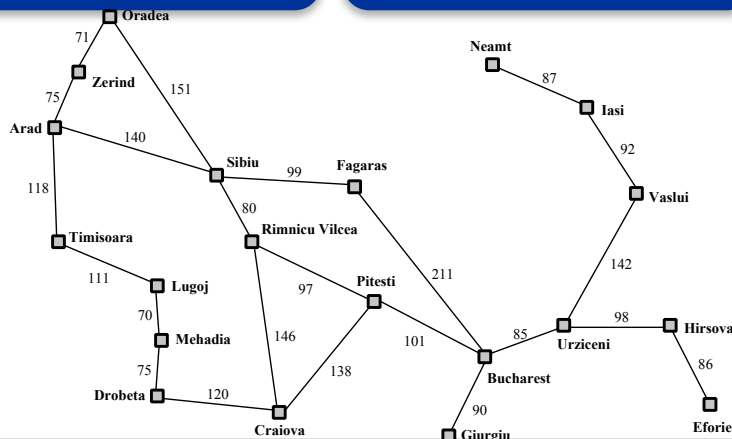 Oradea
71
Neamt
Zerind
87
151
75
Iasi
Arad
140
92
Sibiu
Fagaras
99
118
Vaslui
80
Timisoara
Rimnicu Vilcea
142
111
211
Pitesti
Lugoj
97
70
98
Hirsova
146
85
Mehadia
101
Urziceni
86
75
138
Bucharest
Drobeta
120
90
Eforie
Craiova
Giurgiu